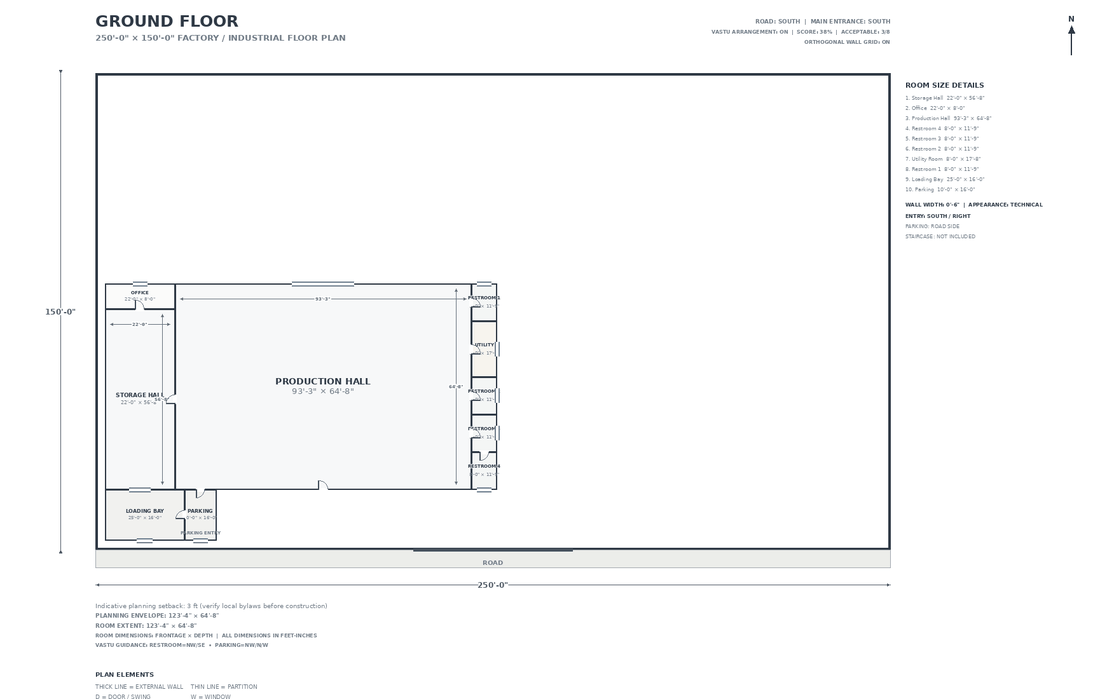 GROUND FLOOR
250'-0" × 150'-0" FACTORY / INDUSTRIAL FLOOR PLAN
ROAD: SOUTH | MAIN ENTRANCE: SOUTH
VASTU ARRANGEMENT: ON | SCORE: 38% | ACCEPTABLE: 3/8
ORTHOGONAL WALL GRID: ON
N
ROOM SIZE DETAILS
1. Storage Hall 22'-0" × 56'-8"
2. Office 22'-0" × 8'-0"
3. Production Hall 93'-3" × 64'-8"
4. Restroom 4 8'-0" × 11'-9"
5. Restroom 3 8'-0" × 11'-9"
6. Restroom 2 8'-0" × 11'-9"
7. Utility Room 8'-0" × 17'-8"
8. Restroom 1 8'-0" × 11'-9"
9. Loading Bay 25'-0" × 16'-0"
10. Parking 10'-0" × 16'-0"
WALL WIDTH: 0'-6" | APPEARANCE: TECHNICAL
ENTRY: SOUTH / RIGHT
PARKING: ROAD SIDE
STAIRCASE: NOT INCLUDED
OFFICE
22'-0" × 8'-0"
93'-3"
22'-0"
150'-0"
UTILITY
PRODUCTION HALL
93'-3" × 64'-8"
64'-8"
STORAGE HALL
22'-0" × 56'-8"
56'-8"
RESTROOM
RESTROOM
RESTROOM
LOADING BAY
25'-0" × 16'-0"
PARKING
PARKING ENTRY
ROAD
250'-0"
Indicative planning setback: 3 ft (verify local bylaws before construction)
PLANNING ENVELOPE: 123'-4" × 64'-8"
ROOM EXTENT: 123'-4" × 64'-8"
ROOM DIMENSIONS: FRONTAGE × DEPTH | ALL DIMENSIONS IN FEET-INCHES
VASTU GUIDANCE: RESTROOM=NW/SE • PARKING=NW/N/W
PLAN ELEMENTS
THICK LINE = EXTERNAL WALL THIN LINE = PARTITION
D = DOOR / SWING W = WINDOW